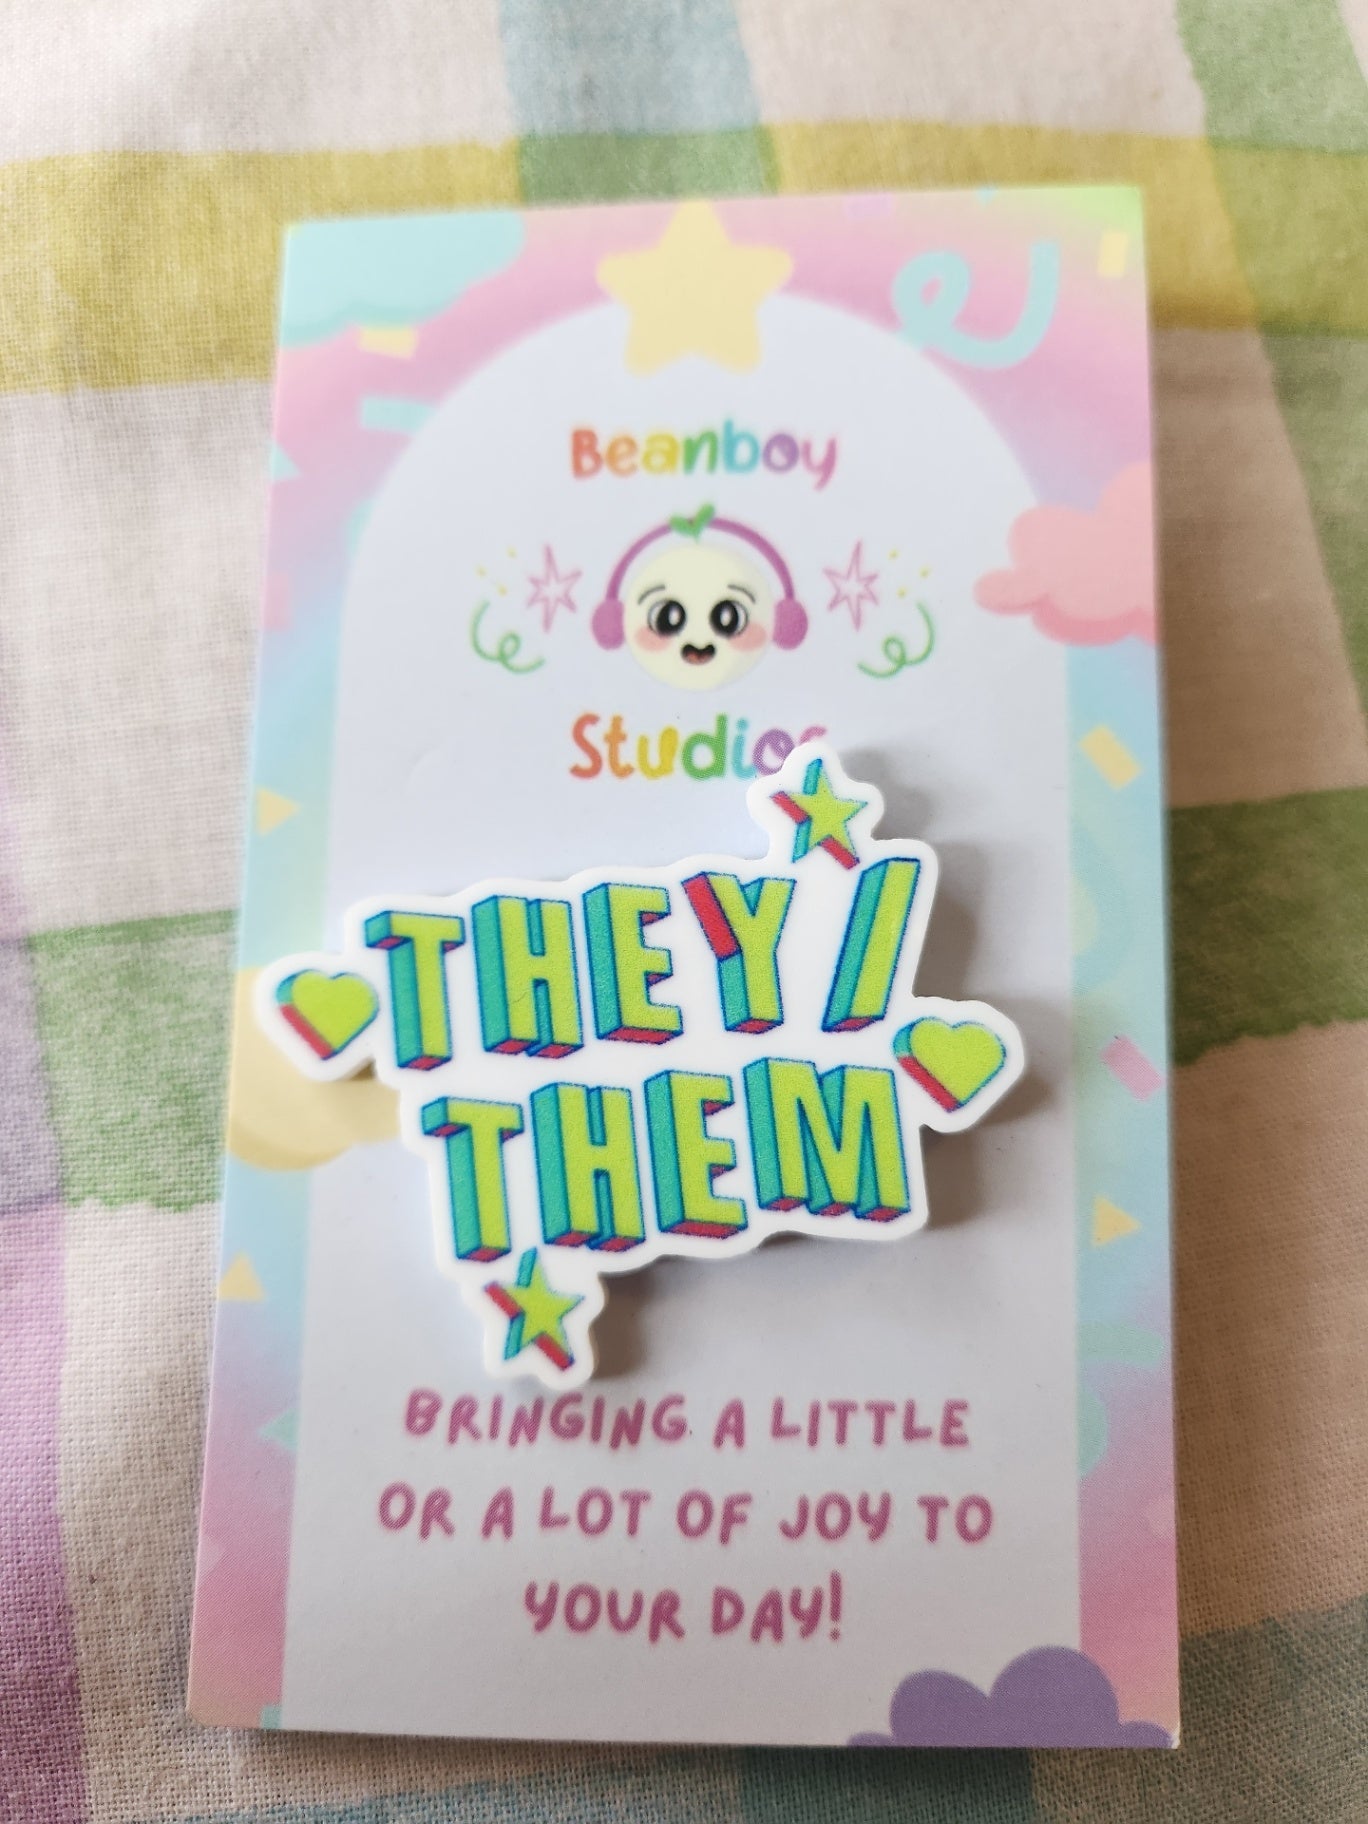 Beanboy
Studios
THEY/
THEM
BRINGING A LITTLE
OR A LOT OF JOY TO
YOUR DAY!